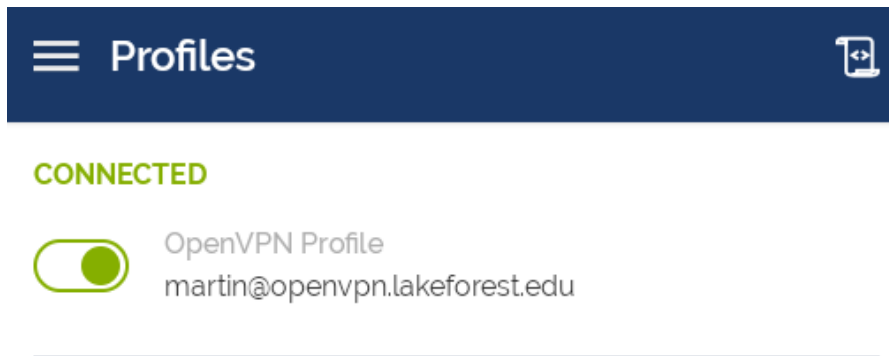 Profiles
CONNECTED
OpenVPN Profile
martin@openvpn.lakeforest.edu